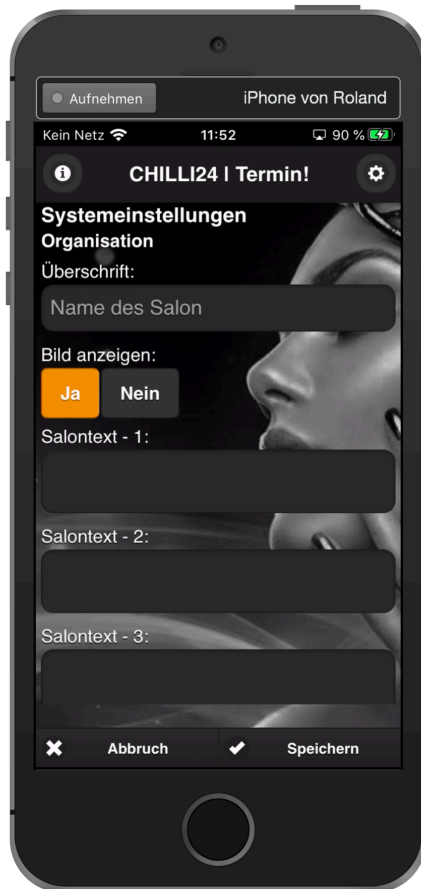 Aufnehmen
iPhone von Roland
Kein Netz 11:52 90 %
CHILLI24 I Termin!
Systemeinstellungen
Organisation
Überschrift:
Name des Salon
Bild anzeigen:
Ja Nein
Salontext - 1:
Salontext - 2:
Salontext - 3:
Abbruch Speichern